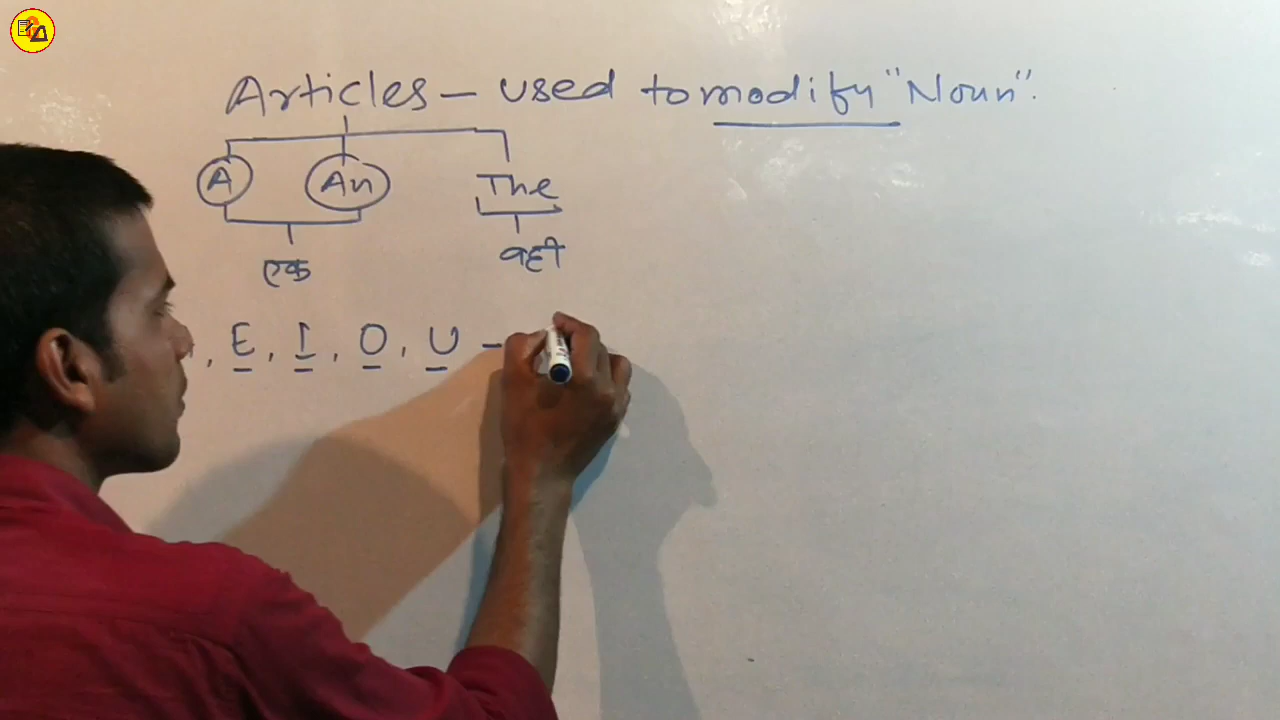 Articles – used to modify "Noun".
A An The
एक वही
, E, I, O, U –